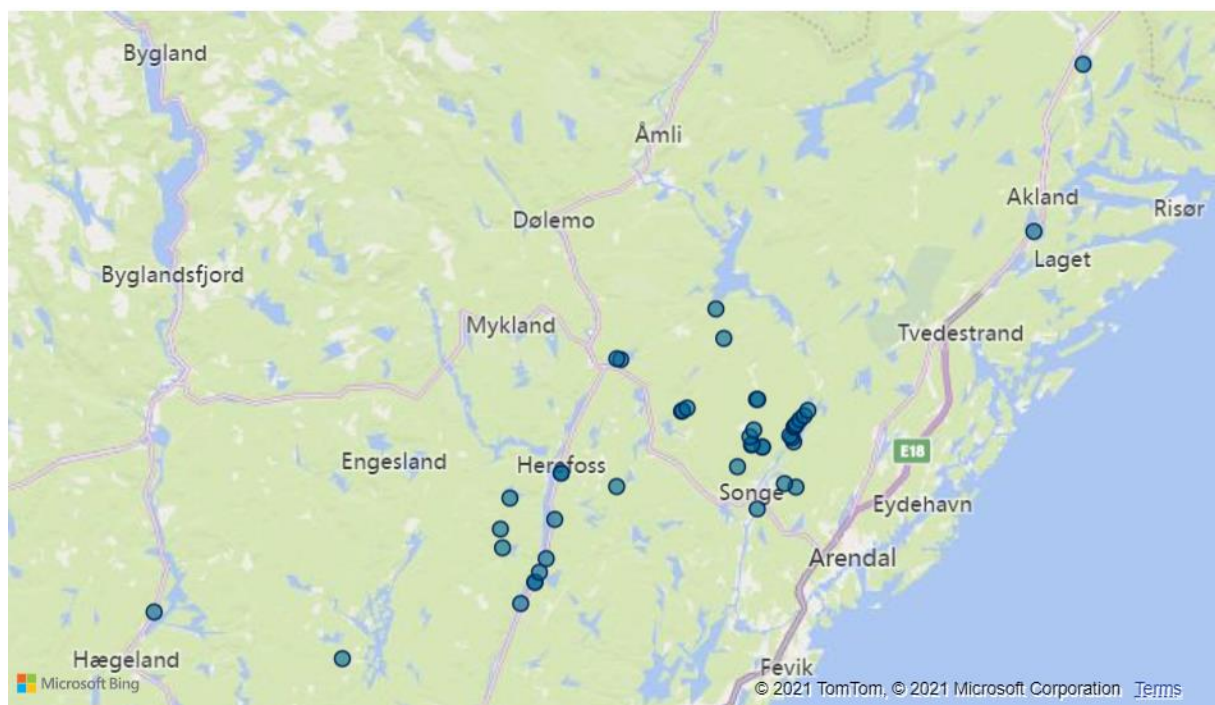 Bygland
Åmli
Akland
Risør
Dølemo
Laget
Byglandsfjord
Mykland
Tvedestrand
Engesland
Herefoss
E18
Songe
Eydehavn
Arendal
Hægeland
Fevik
Microsoft Bing
© 2021 TomTom, © 2021 Microsoft Corporation Terms